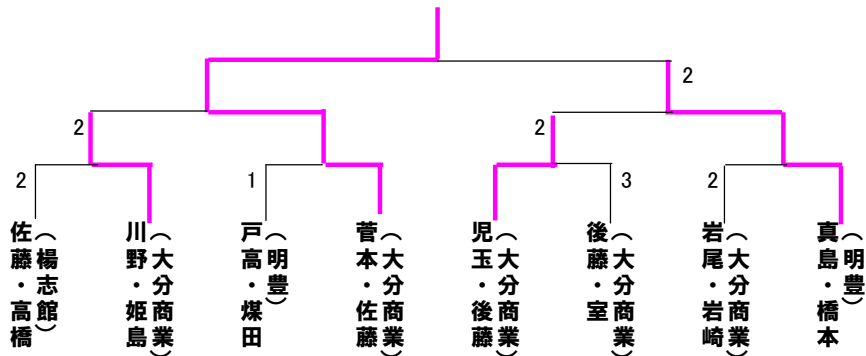 2
2
2
2
1
3
2
佐藤・高橋
（楊志館）
川野・姫島
（大分商業）
戸高・煤田
（明豊）
菅本・佐藤
（大分商業）
児玉・後藤
（大分商業）
後藤・室
（大分商業）
岩尾・岩崎
（大分商業）
真島・橋本
（明豊）